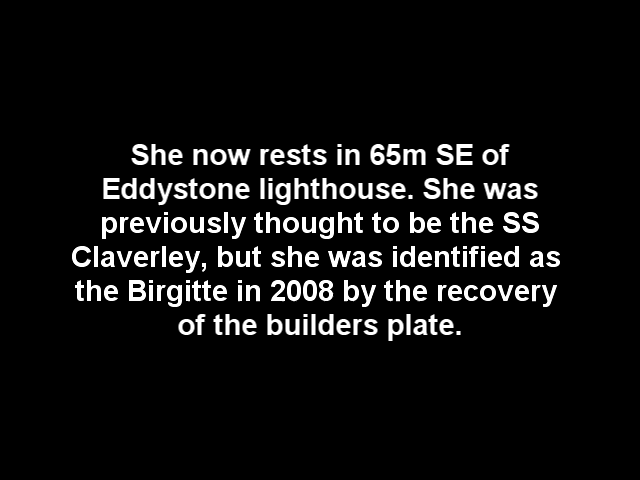 She now rests in 65m SE of
Eddystone lighthouse. She was
previously thought to be the SS
Claverley, but she was identified as
the Birgitte in 2008 by the recovery
of the builders plate.